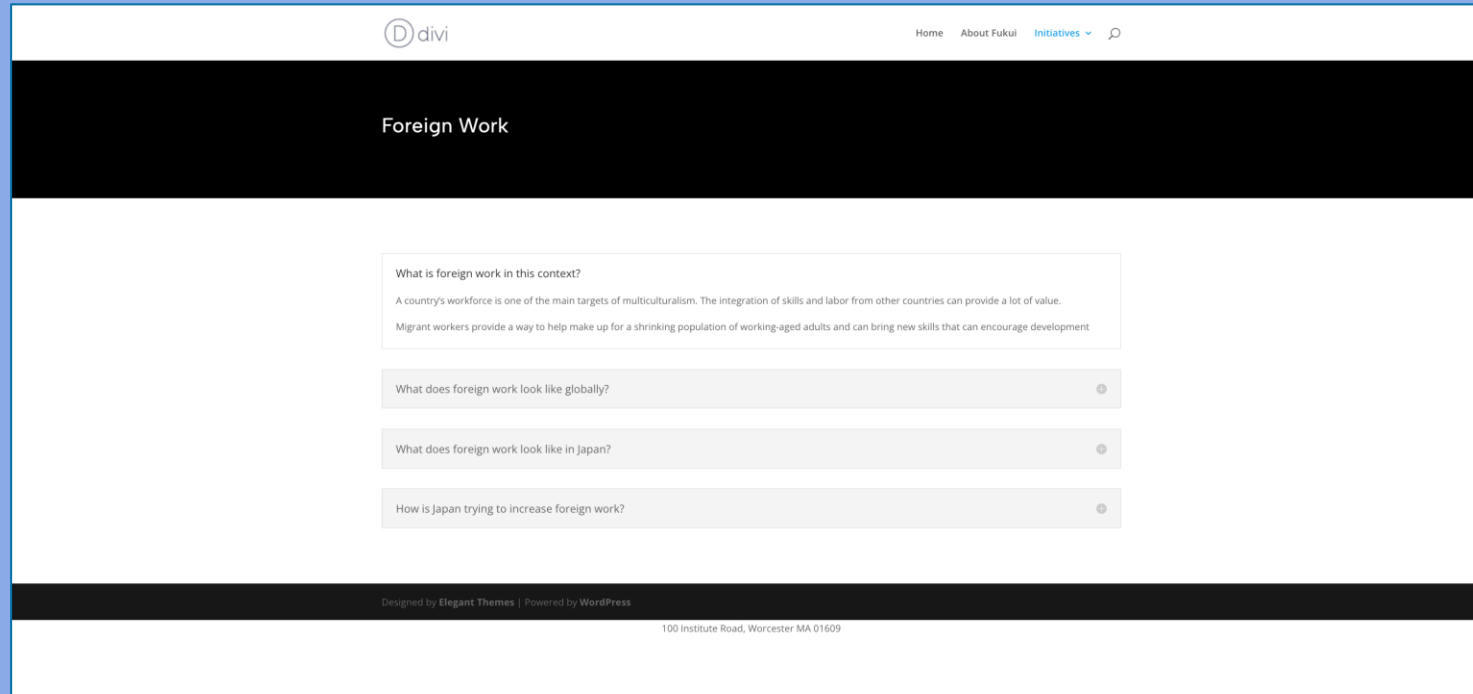 D divi
Home About Fukui Initiatives
Foreign Work
What is foreign work in this context?
A country's workforce is one of the main targets of multiculturalism. The integration of skills and labor from other countries can provide a lot of value.
Migrant workers provide a way to help make up for a shrinking population of working-aged adults and can bring new skills that can encourage development
What does foreign work look like globally?
What does foreign work look like in Japan?
How is Japan trying to increase foreign work?
Designed by Elegant Themes | Powered by WordPress
100 Institute Road, Worcester MA 01609